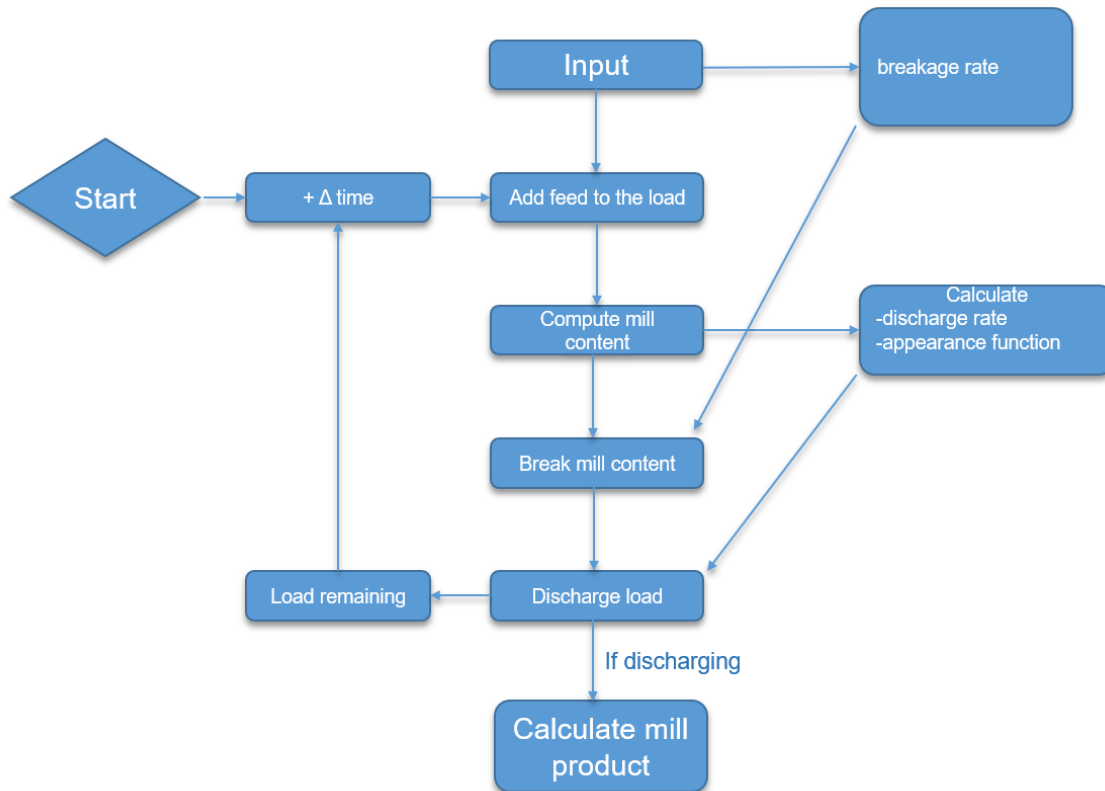 Input
breakage rate
Start
+ Δ time
Add feed to the load
Compute mill
content
Calculate
-discharge rate
-appearance function
Break mill content
Load remaining
Discharge load
If discharging
Calculate mill
product